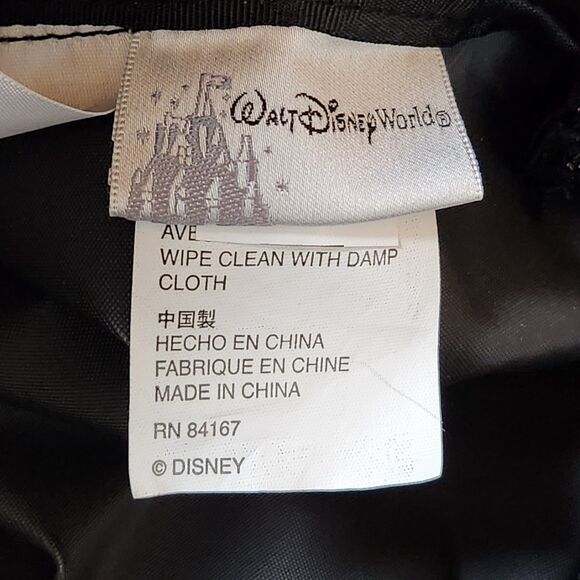 Walt Disney World®
AVE
WIPE CLEAN WITH DAMP
CLOTH
中国製
HECHO EN CHINA
FABRIQUE EN CHINE
MADE IN CHINA
RN 84167
© DISNEY